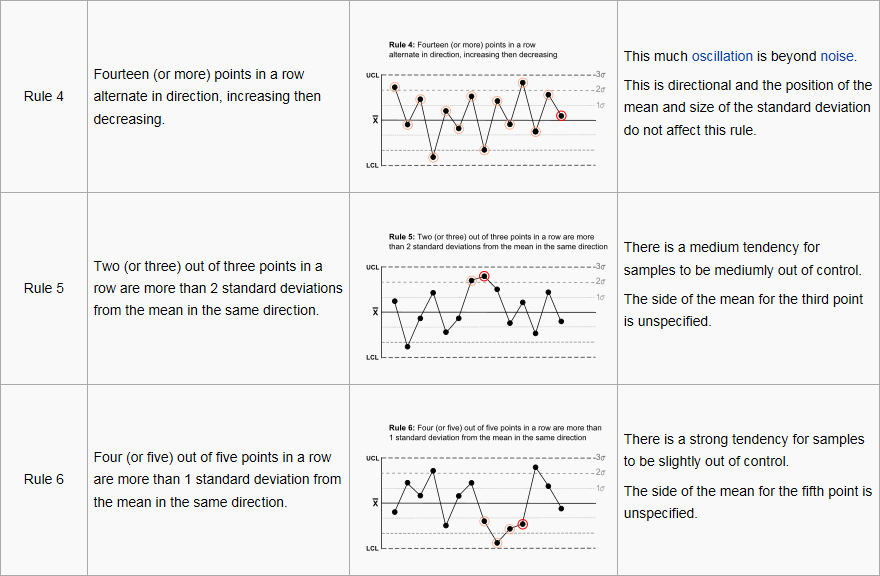 Rule 4
Fourteen (or more) points in a row
alternate in direction, increasing then
decreasing.
Rule 4: Fourteen (or more) points in a row
alternate in direction, increasing then decreasing
UCL
3σ
2σ
1σ
X̅
LCL
This much oscillation is beyond noise.
This is directional and the position of the
mean and size of the standard deviation
do not affect this rule.
Rule 5
Two (or three) out of three points in a
row are more than 2 standard deviations
from the mean in the same direction.
Rule 5: Two (or three) out of three points in a row are more
than 2 standard deviations from the mean in the same direction
UCL
3σ
2σ
1σ
X̅
LCL
There is a medium tendency for
samples to be mediumly out of control.
The side of the mean for the third point
is unspecified.
Rule 6
Four (or five) out of five points in a row
are more than 1 standard deviation from
the mean in the same direction.
Rule 6: Four (or five) out of five points in a row are more than
1 standard deviation from the mean in the same direction
UCL
3σ
2σ
1σ
X̅
LCL
There is a strong tendency for samples
to be slightly out of control.
The side of the mean for the fifth point is
unspecified.